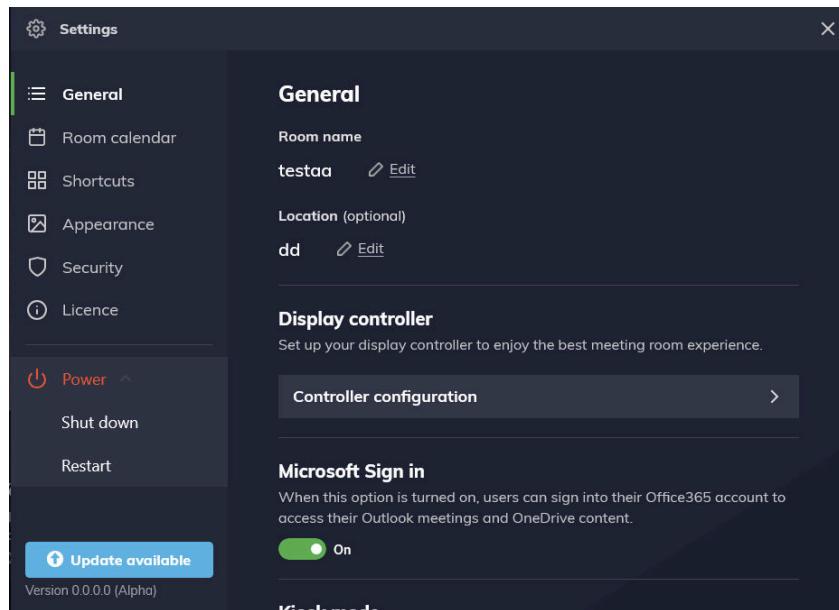 Settings
General
Room calendar
Shortcuts
Appearance
Security
Licence
Power
Shut down
Restart
Update available
Version 0.0.0.0 (Alpha)
General
Room name
testaa Edit
Location (optional)
dd Edit
Display controller
Set up your display controller to enjoy the best meeting room experience.
Controller configuration
Microsoft Sign in
When this option is turned on, users can sign into their Office365 account to
access their Outlook meetings and OneDrive content.
On
Kiosk mode